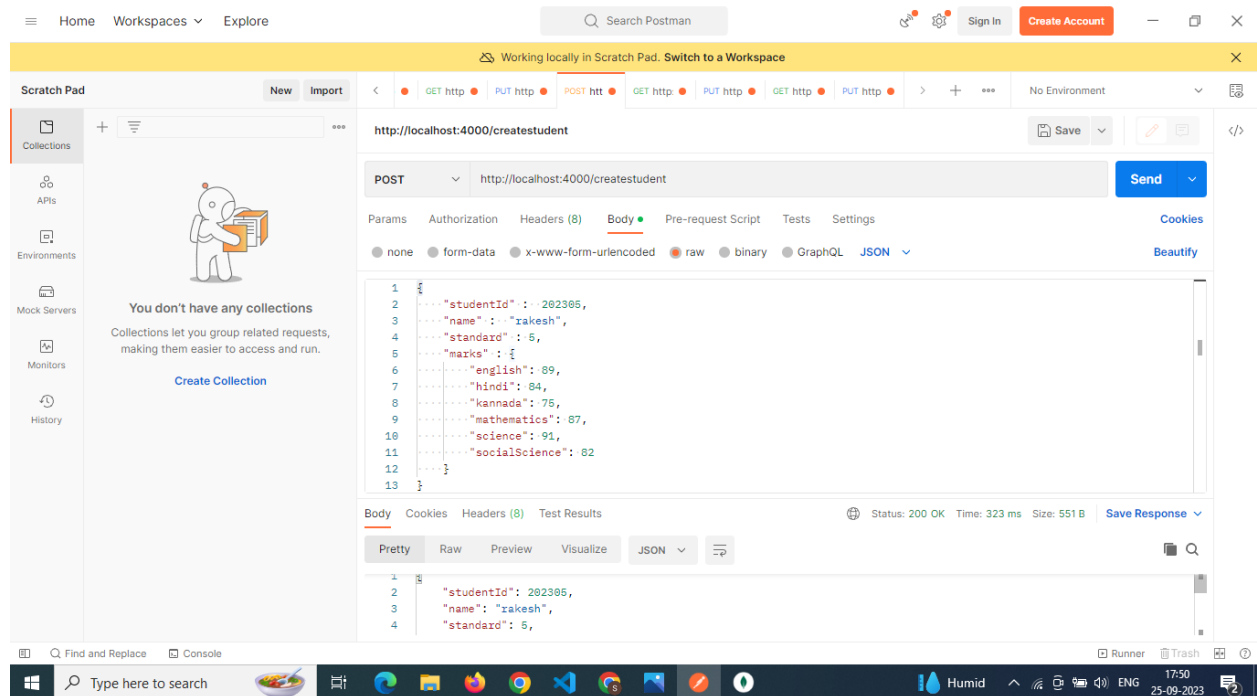 Home Workspaces Explore Search Postman Sign In Create Account
Working locally in Scratch Pad. Switch to a Workspace
Scratch Pad New Import GET http PUT http POST htt GET http: PUT http GET http PUT http No Environment
Collections
APIs
Environments
Mock Servers
Monitors
History
You don't have any collections
Collections let you group related requests,
making them easier to access and run.
Create Collection
http://localhost:4000/createstudent Save
POST http://localhost:4000/createstudent Send
Params Authorization Headers (8) Body Pre-request Script Tests Settings Cookies
none form-data x-www-form-urlencoded raw binary GraphQL JSON Beautify
1 {
2 "studentId" : 202305,
3 "name" : "rakesh",
4 "standard" : 5,
5 "marks" : {
6 "english": 89,
7 "hindi": 84,
8 "kannada": 75,
9 "mathematics": 87,
10 "science": 91,
11 "socialScience": 82
12 }
13 }
Body Cookies Headers (8) Test Results Status: 200 OK Time: 323 ms Size: 551 B Save Response
Pretty Raw Preview Visualize JSON
1 {
2 "studentId": 202305,
3 "name": "rakesh",
4 "standard": 5,
Find and Replace Console Runner Trash
Type here to search Humid ENG 17:50
25-09-2023 2